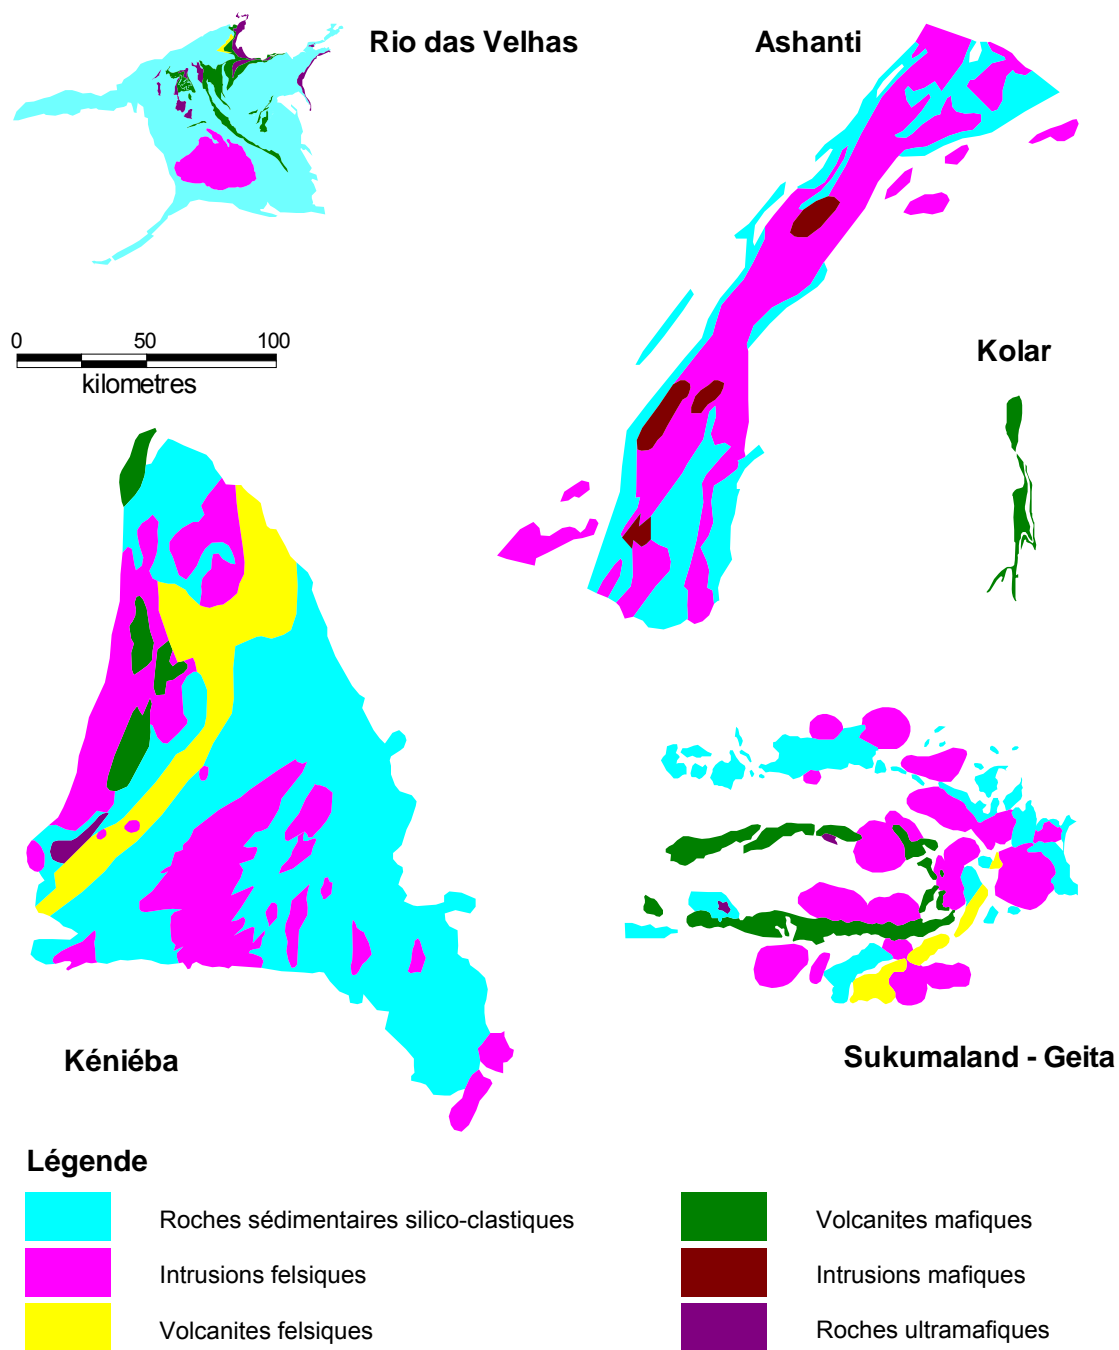 Rio das Velhas
Ashanti
0 50 100
kilometres
Kolar
Kéniéba
Sukumaland - Geita
Légende
Roches sédimentaires silico-clastiques
Intrusions felsiques
Volcanites felsiques
Volcanites mafiques
Intrusions mafiques
Roches ultramafiques